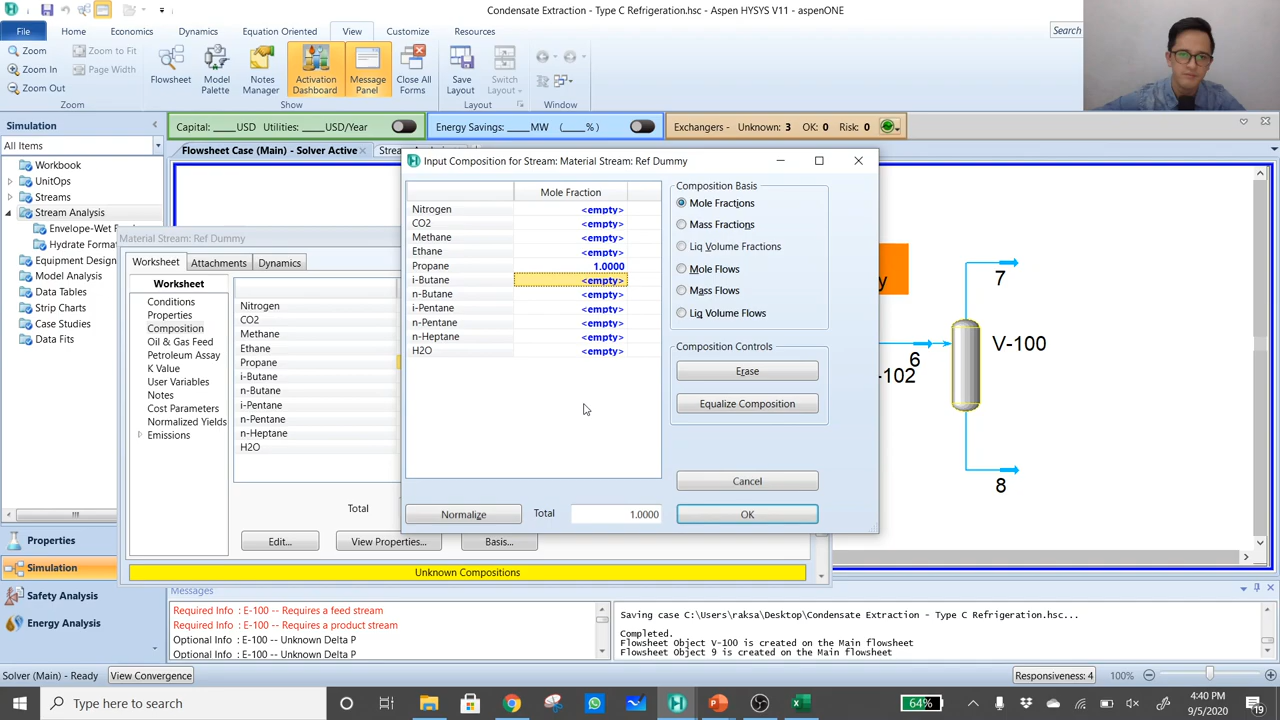 Condensate Extraction - Type C Refrigeration.hsc - Aspen HYSYS V11 - aspenONE
File Home Economics Dynamics Equation Oriented View Customize Resources Search
Zoom Zoom to Fit
Zoom In Page Width
Zoom Out
Flowsheet Model Palette Notes Manager Activation Dashboard Message Panel Close All Forms Save Layout Switch Layout
Zoom Show Layout Window
Simulation
All Items
Workbook
UnitOps
Streams
Stream Analysis
Envelope-Wet
Hydrate Format
Equipment Design
Model Analysis
Data Tables
Strip Charts
Case Studies
Data Fits
Properties
Simulation
Safety Analysis
Energy Analysis
Capital: ____USD Utilities: ____USD/Year
Energy Savings: ____MW (____%)
Exchangers - Unknown: 3 OK: 0 Risk: 0
Flowsheet Case (Main) - Solver Active
Material Stream: Ref Dummy
Worksheet Attachments Dynamics
Worksheet
Conditions
Properties
Composition
Oil & Gas Feed
Petroleum Assay
K Value
User Variables
Notes
Cost Parameters
Normalized Yields
Emissions
Nitrogen
CO2
Methane
Ethane
Propane
i-Butane
n-Butane
i-Pentane
n-Pentane
n-Heptane
H2O
Total
Edit... View Properties... Basis...
Unknown Compositions
Input Composition for Stream: Material Stream: Ref Dummy
Mole Fraction
Nitrogen <empty>
CO2 <empty>
Methane <empty>
Ethane <empty>
Propane 1.0000
i-Butane <empty>
n-Butane <empty>
i-Pentane <empty>
n-Pentane <empty>
n-Heptane <empty>
H2O <empty>
Normalize Total 1.0000
Composition Basis
Mole Fractions
Mass Fractions
Liq Volume Fractions
Mole Flows
Mass Flows
Liq Volume Flows
Composition Controls
Erase
Equalize Composition
Cancel
OK
7
V-100
6
-102
8
Messages
Required Info : E-100 -- Requires a feed stream
Required Info : E-100 -- Requires a product stream
Optional Info : E-100 -- Unknown Delta P
Optional Info : E-100 -- Unknown Delta P
Saving case C:\Users\raksa\Desktop\Condensate Extraction - Type C Refrigeration.hsc...
Completed.
Flowsheet Object V-100 is created on the Main flowsheet
Flowsheet Object 9 is created on the Main flowsheet
Solver (Main) - Ready View Convergence Responsiveness: 4 100%
Type here to search
64%
4:40 PM
9/5/2020
19